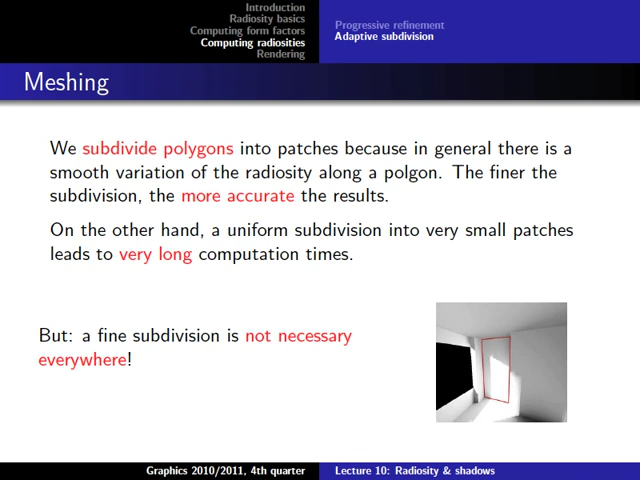 Introduction
Radiosity basics
Computing form factors
Computing radiosities
Rendering
Progressive refinement
Adaptive subdivision
Meshing
We subdivide polygons into patches because in general there is a
smooth variation of the radiosity along a polgon. The finer the
subdivision, the more accurate the results.
On the other hand, a uniform subdivision into very small patches
leads to very long computation times.
But: a fine subdivision is not necessary
everywhere!
Graphics 2010/2011, 4th quarter
Lecture 10: Radiosity & shadows